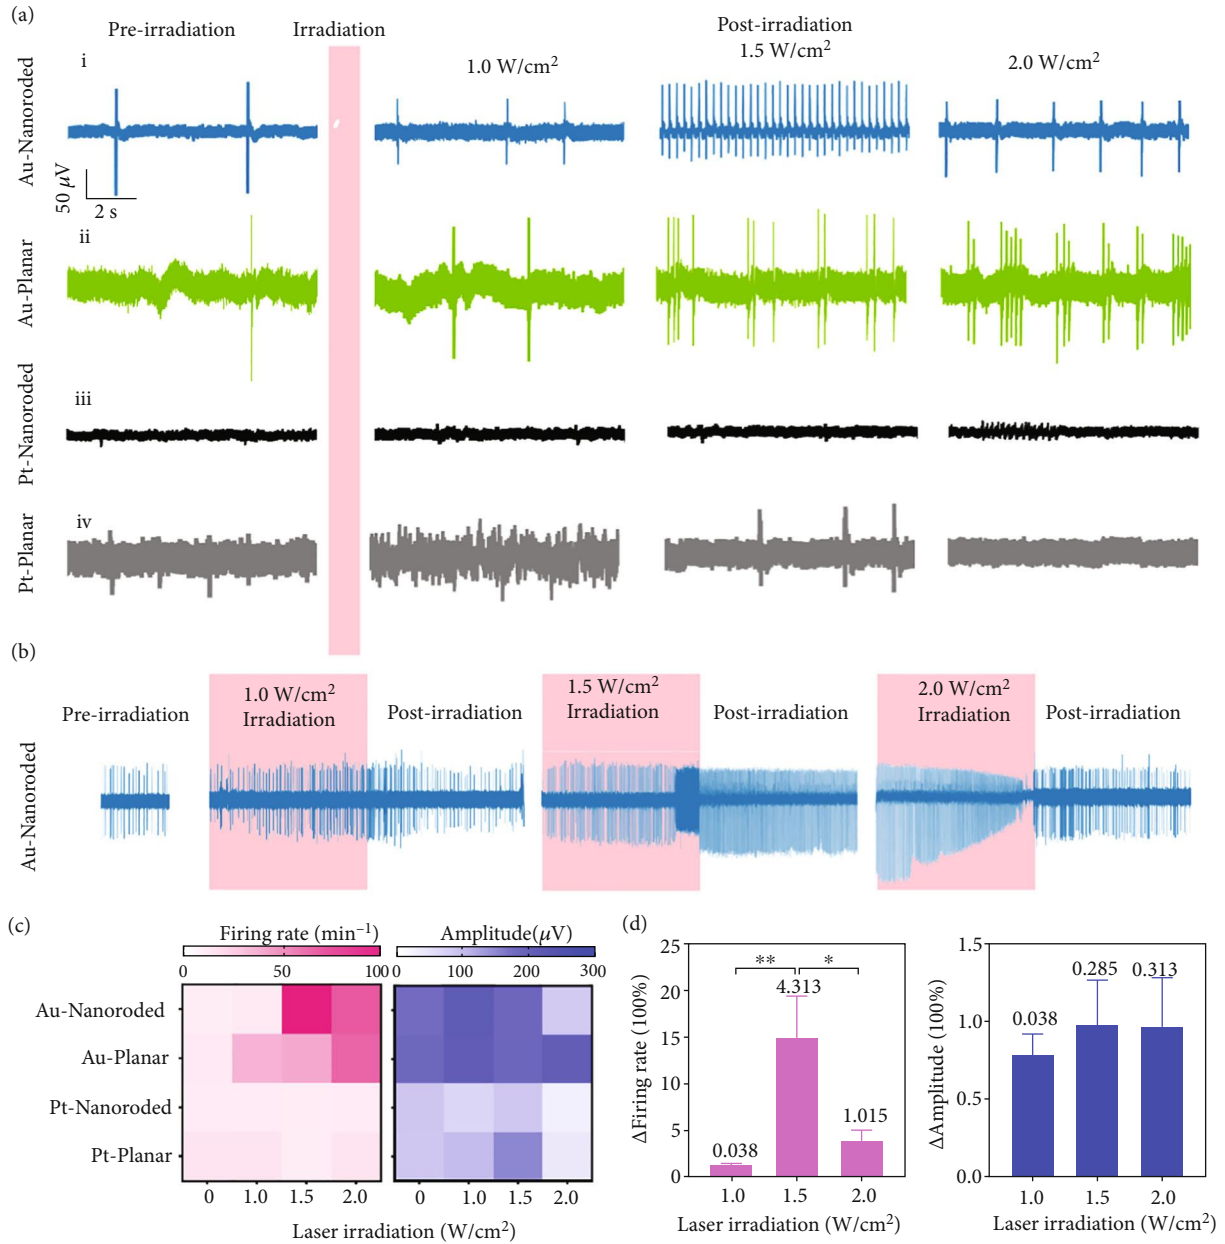 (a)
Pre-irradiation
Irradiation
Post-irradiation
1.0 W/cm²
1.5 W/cm²
2.0 W/cm²
Au-Nanoroded
i
50 μV
2 s
Au-Planar
ii
Pt-Nanoroded
iii
Pt-Planar
iv
(b)
Pre-irradiation
1.0 W/cm²
Irradiation
Post-irradiation
1.5 W/cm²
Irradiation
Post-irradiation
2.0 W/cm²
Irradiation
Post-irradiation
Au-Nanoroded
(c)
Firing rate (min⁻¹)
0 50 100
Amplitude(μV)
0 100 200 300
Au-Nanoroded
Au-Planar
Pt-Nanoroded
Pt-Planar
0 1.0 1.5 2.0
0 1.0 1.5 2.0
Laser irradiation (W/cm²)
(d)
ΔFiring rate (100%)
25
20
15
10
5
0
**
*
0.038
4.313
1.015
1.0 1.5 2.0
Laser irradiation (W/cm²)
ΔAmplitude (100%)
1.5
1.0
0.5
0.0
0.038
0.285
0.313
1.0 1.5 2.0
Laser irradiation (W/cm²)